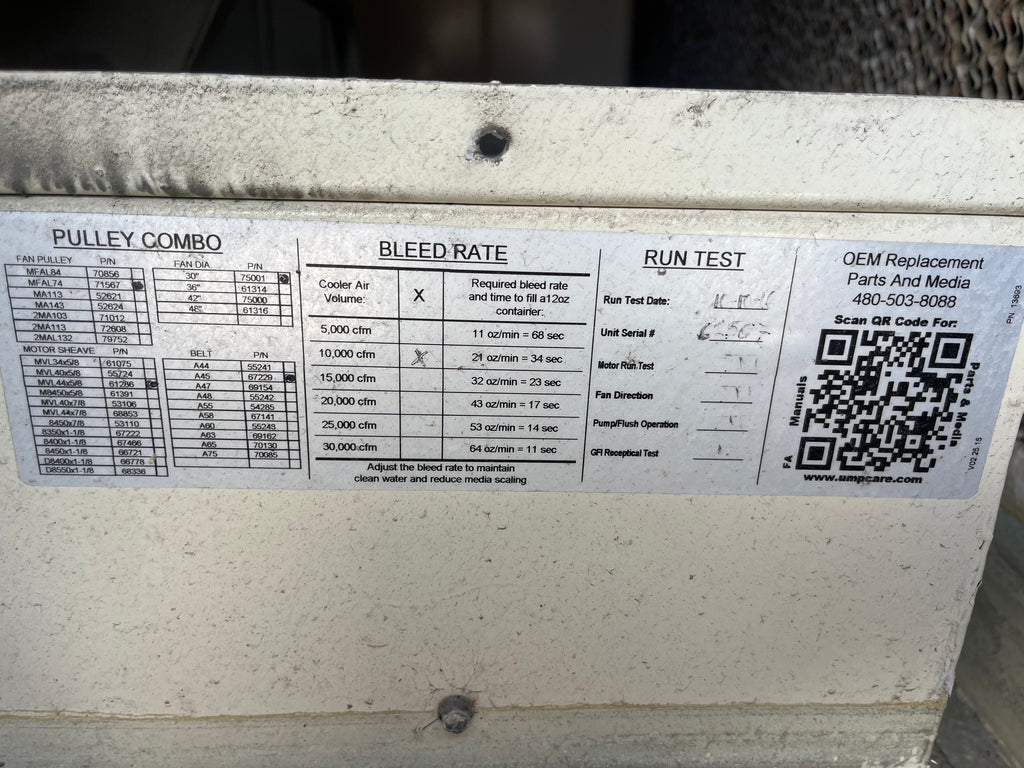 PULLEY COMBO
FAN PULLEY P/N
MFAL84 70856
MFAL74 71567
MA113 52621
MA143 52624
2MA103 71012
2MA113 72608
2MAL132 79752
MOTOR SHEAVE P/N
MVL34x5/8 61075
MVL40x5/8 55724
MVL44x5/8 61286
M8450x5/8 61391
MVL40x7/8 53106
MVL44x7/8 68853
8450x7/8 53110
8350x1-1/8 67222
8400x1-1/8 67466
8450x1-1/8 66721
D8400x1-1/8 66778
D8550x1-1/8 68336
FAN DIA P/N
30" 75001
36" 61314
42" 75000
48" 61316
BELT P/N
A44 55241
A45 67229
A47 69154
A48 55242
A55 54285
A58 67141
A60 55243
A63 69162
A65 70130
A75 70085
BLEED RATE
Cooler Air Volume: X Required bleed rate and time to fill a12oz container:
5,000 cfm 11 oz/min = 68 sec
10,000 cfm X 21 oz/min = 34 sec
15,000 cfm 32 oz/min = 23 sec
20,000 cfm 43 oz/min = 17 sec
25,000 cfm 53 oz/min = 14 sec
30,000 cfm 64 oz/min = 11 sec
Adjust the bleed rate to maintain
clean water and reduce media scaling
RUN TEST
Run Test Date:
Unit Serial #
Motor Run Test
Fan Direction
Pump/Flush Operation
GFI Receptical Test
OEM Replacement
Parts And Media
480-503-8088
Scan QR Code For:
Manuals
Parts & Media
FA
www.umpcare.com
V02.25.15
PN 13693